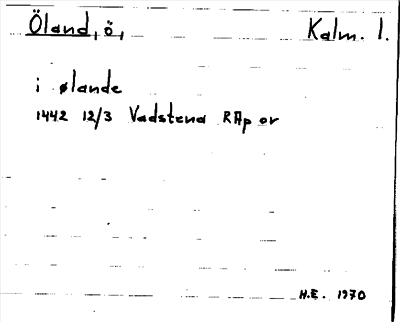 Öland, ö, Kalm. l.
i ølande
1442 12/3 Vadstena RAp or
H.E. 1970